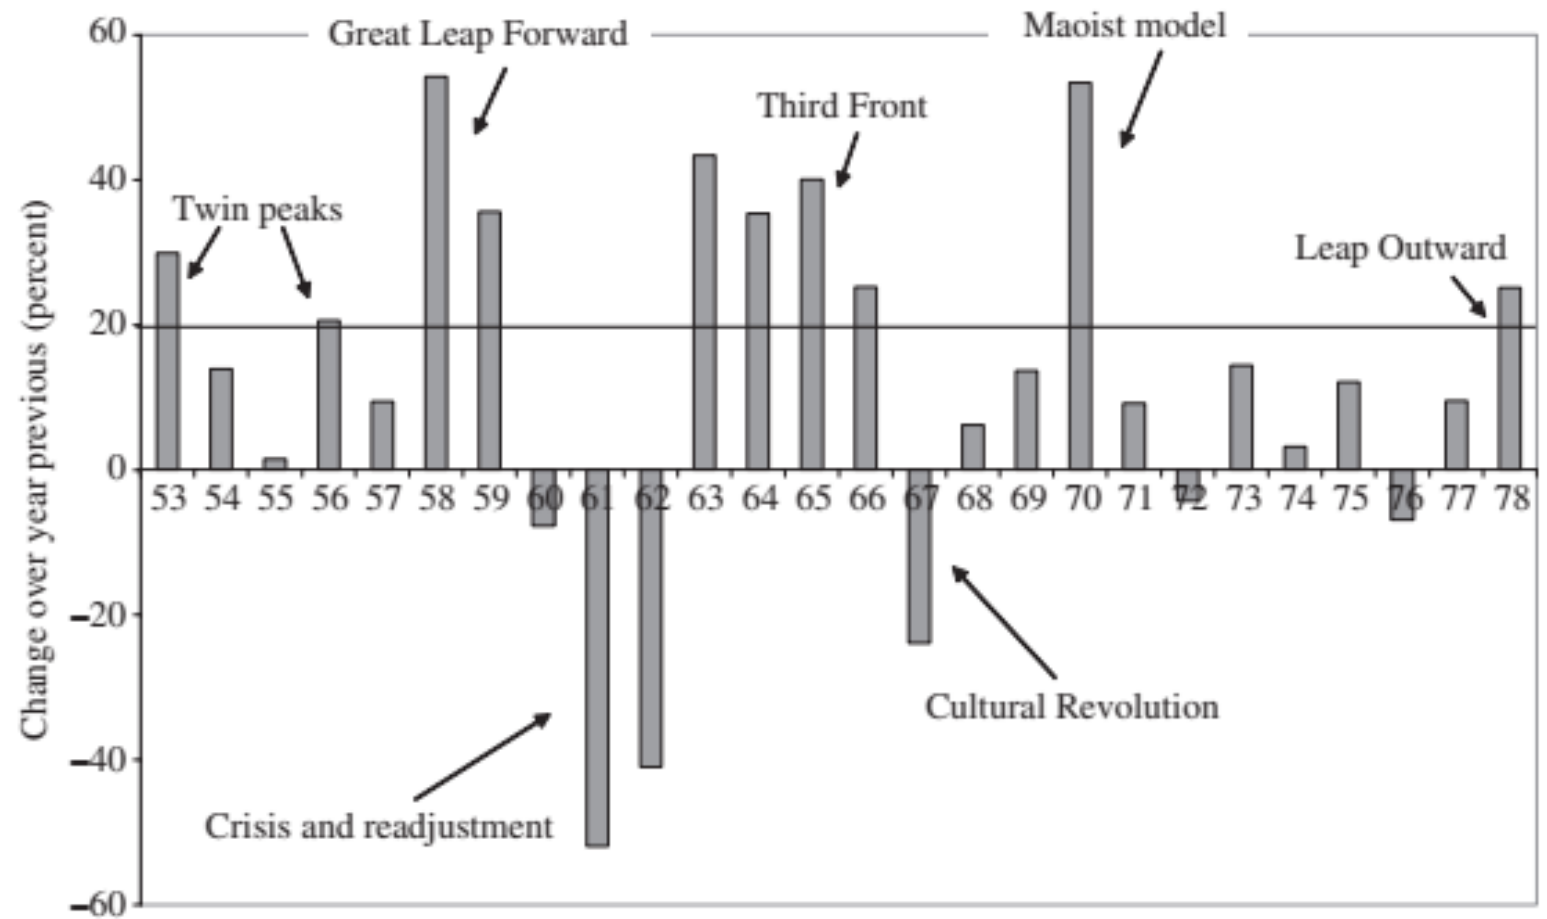 Change over year previous (percent)
60
40
20
0
–20
–40
–60
Great Leap Forward
Maoist model
Third Front
Twin peaks
Leap Outward
53 54 55 56 57 58 59 60 61 62 63 64 65 66 67 68 69 70 71 72 73 74 75 76 77 78
Cultural Revolution
Crisis and readjustment